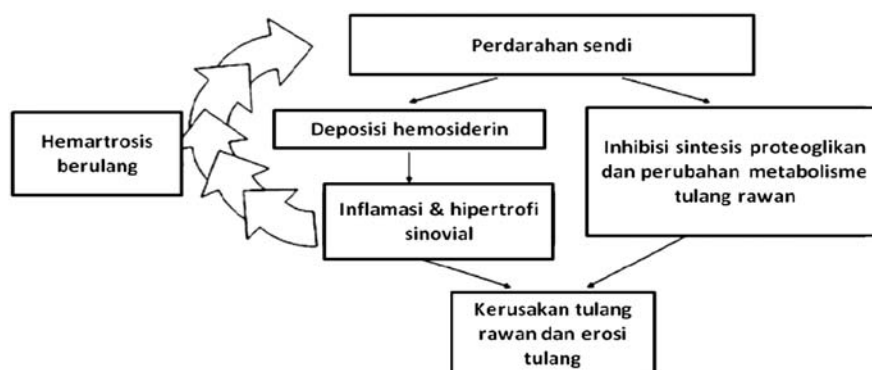 Perdarahan sendi
Hemartrosis
berulang
Deposisi hemosiderin
Inhibisi sintesis proteoglikan
dan perubahan metabolisme
tulang rawan
Inflamasi & hipertrofi
sinovial
Kerusakan tulang
rawan dan erosi
tulang